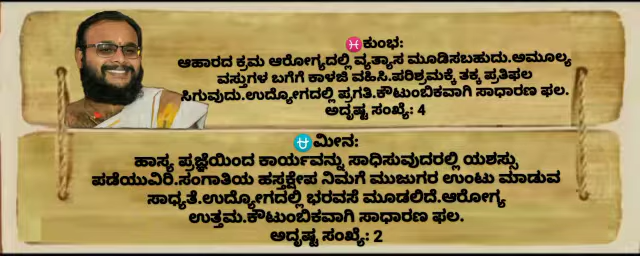 ♓ಕುಂಭ:
ಆಹಾರದ ಕ್ರಮ ಆರೋಗ್ಯದಲ್ಲಿ ವ್ಯತ್ಯಾಸ ಮೂಡಿಸಬಹುದು.ಅಮೂಲ್ಯ
ವಸ್ತುಗಳ ಬಗೆಗೆ ಕಾಳಜಿ ವಹಿಸಿ.ಪರಿಶ್ರಮಕ್ಕೆ ತಕ್ಕ ಪ್ರತಿಫಲ
ಸಿಗುವುದು.ಉದ್ಯೋಗದಲ್ಲಿ ಪ್ರಗತಿ.ಕೌಟುಂಬಿಕವಾಗಿ ಸಾಧಾರಣ ಫಲ.
ಅದೃಷ್ಟ ಸಂಖ್ಯೆ: 4
⛎ಮೀನ:
ಹಾಸ್ಯ ಪ್ರಜ್ಞೆಯಿಂದ ಕಾರ್ಯವನ್ನು ಸಾಧಿಸುವುದರಲ್ಲಿ ಯಶಸ್ಸು
ಪಡೆಯುವಿರಿ.ಸಂಗಾತಿಯ ಹಸ್ತಕ್ಷೇಪ ನಿಮಗೆ ಮುಜುಗರ ಉಂಟು ಮಾಡುವ
ಸಾಧ್ಯತೆ.ಉದ್ಯೋಗದಲ್ಲಿ ಭರವಸೆ ಮೂಡಲಿದೆ.ಆರೋಗ್ಯ
ಉತ್ತಮ.ಕೌಟುಂಬಿಕವಾಗಿ ಸಾಧಾರಣ ಫಲ.
ಅದೃಷ್ಟ ಸಂಖ್ಯೆ: 2